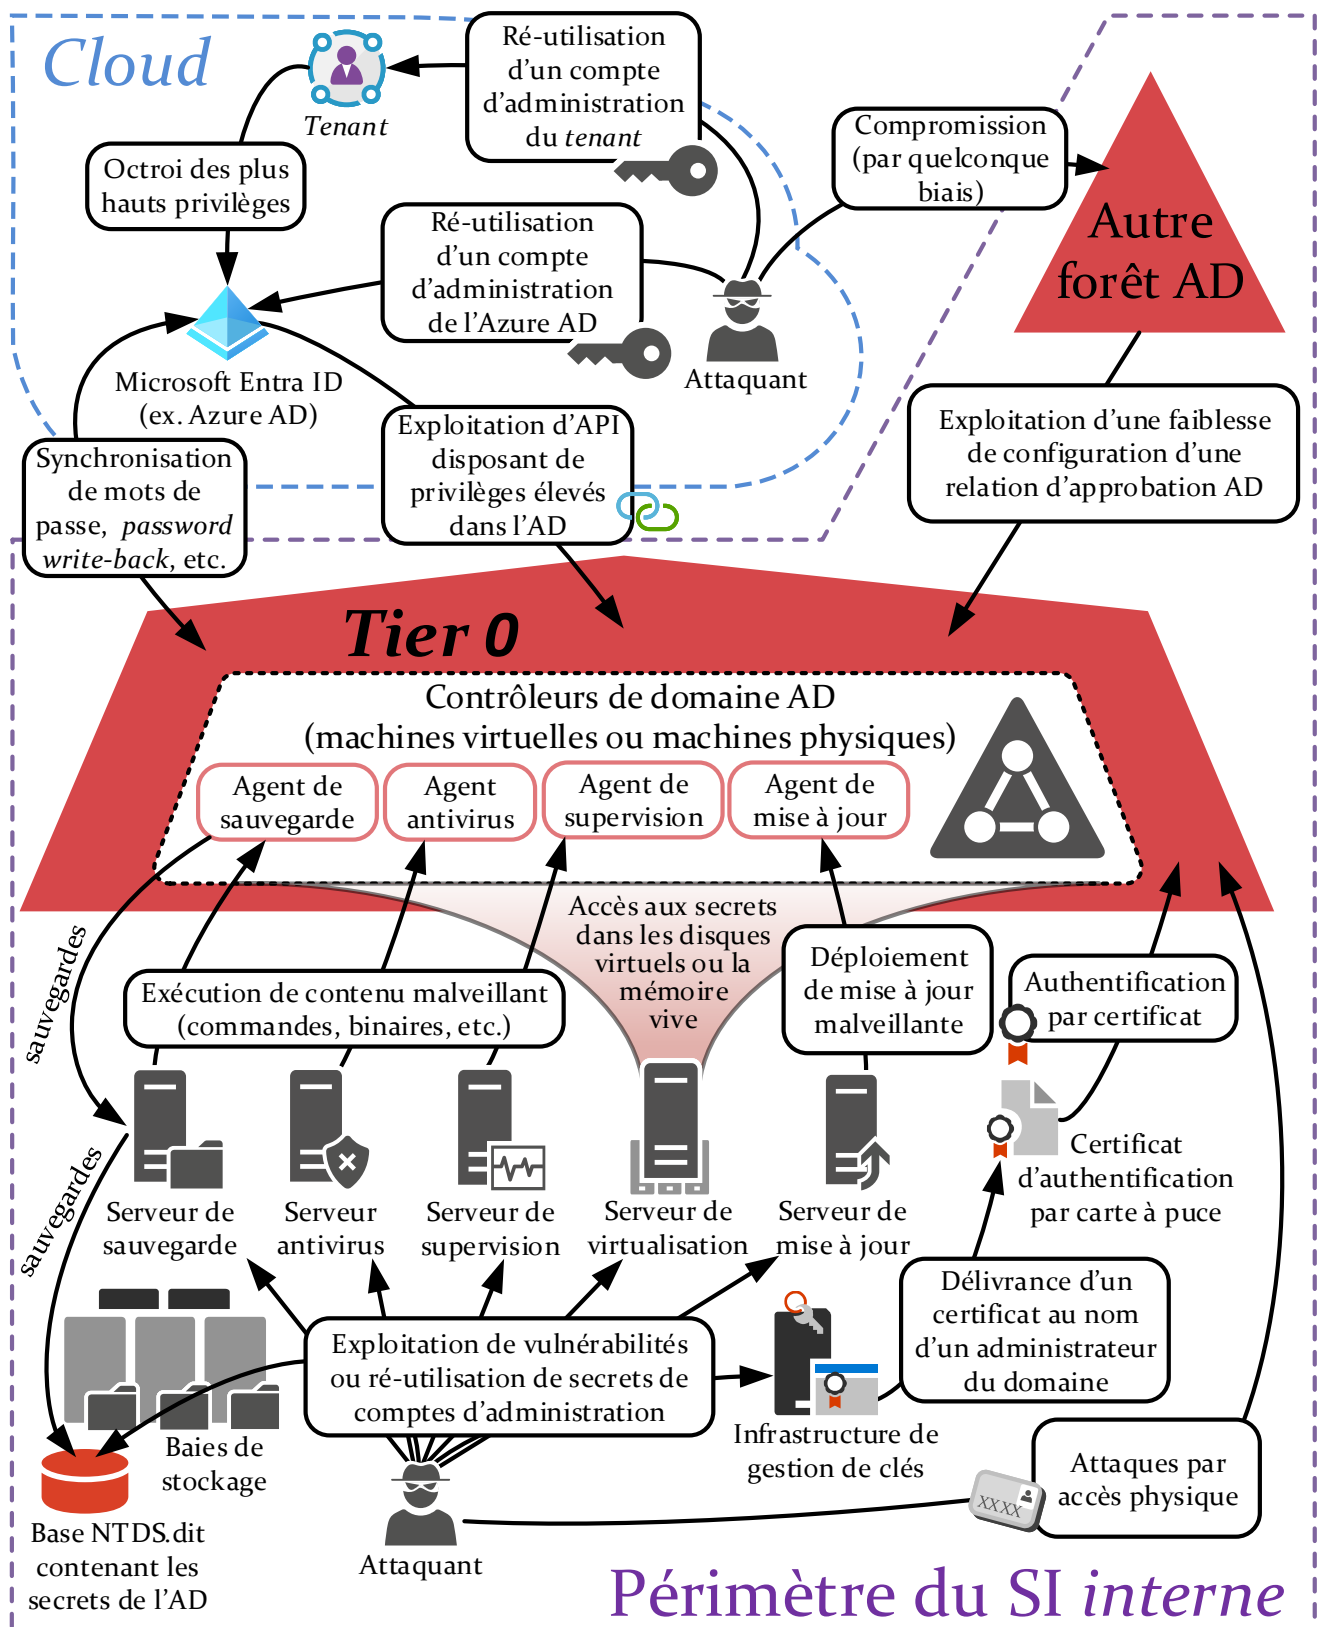 Cloud
Tenant
Ré-utilisation
d'un compte
d'administration
du tenant
Compromission
(par quelconque
biais)
Octroi des plus
hauts privilèges
Ré-utilisation
d'un compte
d'administration
de l'Azure AD
Autre
forêt AD
Attaquant
Microsoft Entra ID
(ex. Azure AD)
Exploitation d'API
disposant de
privilèges élevés
dans l'AD
Exploitation d'une faiblesse
de configuration d'une
relation d'approbation AD
Synchronisation
de mots de
passe, password
write-back, etc.
Tier 0
Contrôleurs de domaine AD
(machines virtuelles ou machines physiques)
Agent de
sauvegarde
Agent
antivirus
Agent de
supervision
Agent de
mise à jour
Accès aux secrets
dans les disques
virtuels ou la
mémoire
vive
sauvegardes
Exécution de contenu malveillant
(commandes, binaires, etc.)
Déploiement
de mise à jour
malveillante
Authentification
par certificat
sauvegardes
Serveur de
sauvegarde
Serveur
antivirus
Serveur de
supervision
Serveur de
virtualisation
Serveur de
mise à jour
Certificat
d'authentification
par carte à puce
Délivrance d'un
certificat au nom
d'un administrateur
du domaine
Exploitation de vulnérabilités
ou ré-utilisation de secrets de
comptes d'administration
Infrastructure de
gestion de clés
Baies de
stockage
Attaques par
accès physique
XXXX
Base NTDS.dit
contenant les
secrets de l'AD
Attaquant
Périmètre du SI interne